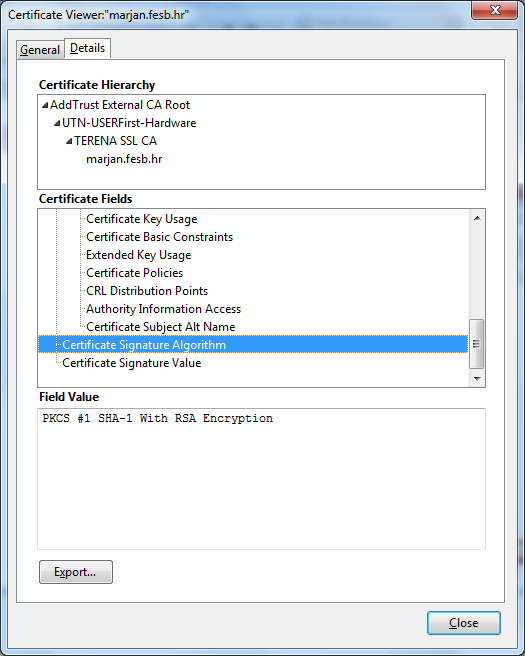 Certificate Viewer:"marjan.fesb.hr"
General Details
Certificate Hierarchy
AddTrust External CA Root
UTN-USERFirst-Hardware
TERENA SSL CA
marjan.fesb.hr
Certificate Fields
Certificate Key Usage
Certificate Basic Constraints
Extended Key Usage
Certificate Policies
CRL Distribution Points
Authority Information Access
Certificate Subject Alt Name
Certificate Signature Algorithm
Certificate Signature Value
Field Value
PKCS #1 SHA-1 With RSA Encryption
Export...
Close